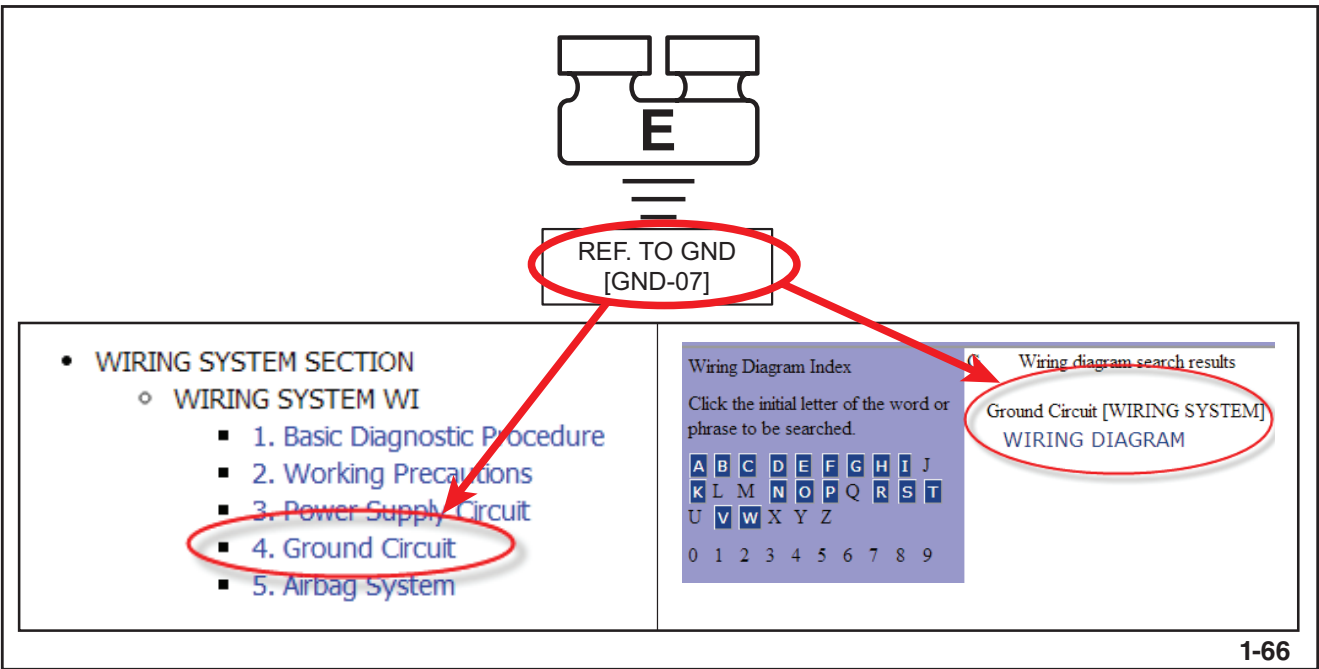 E
REF. TO GND
[GND-07]
• WIRING SYSTEM SECTION
◦ WIRING SYSTEM WI
▪ 1. Basic Diagnostic Procedure
▪ 2. Working Precautions
▪ 3. Power Supply Circuit
▪ 4. Ground Circuit
▪ 5. Airbag System
Wiring Diagram Index
Click the initial letter of the word or
phrase to be searched.
A B C D E F G H I J
K L M N O P Q R S T
U V W X Y Z
0 1 2 3 4 5 6 7 8 9
Wiring diagram search results
Ground Circuit [WIRING SYSTEM]
WIRING DIAGRAM
1-66